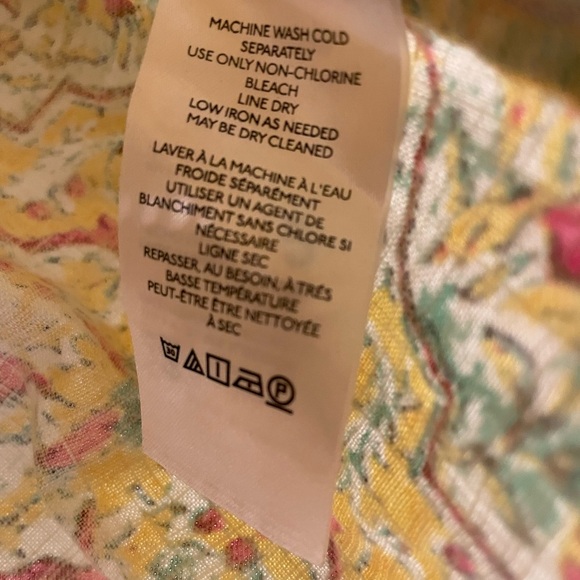 MACHINE WASH COLD
SEPARATELY
USE ONLY NON-CHLORINE
BLEACH
LINE DRY
LOW IRON AS NEEDED
MAY BE DRY CLEANED
LAVER À LA MACHINE À L'EAU
FROIDE SÉPARÉMENT
UTILISER UN AGENT DE
BLANCHIMENT SANS CHLORE SI
NÉCESSAIRE
LIGNE SEC
REPASSER, AU BESOIN, À TRÈS
BASSE TEMPÉRATURE
PEUT-ÊTRE ÊTRE NETTOYÉE
À SEC
30 P